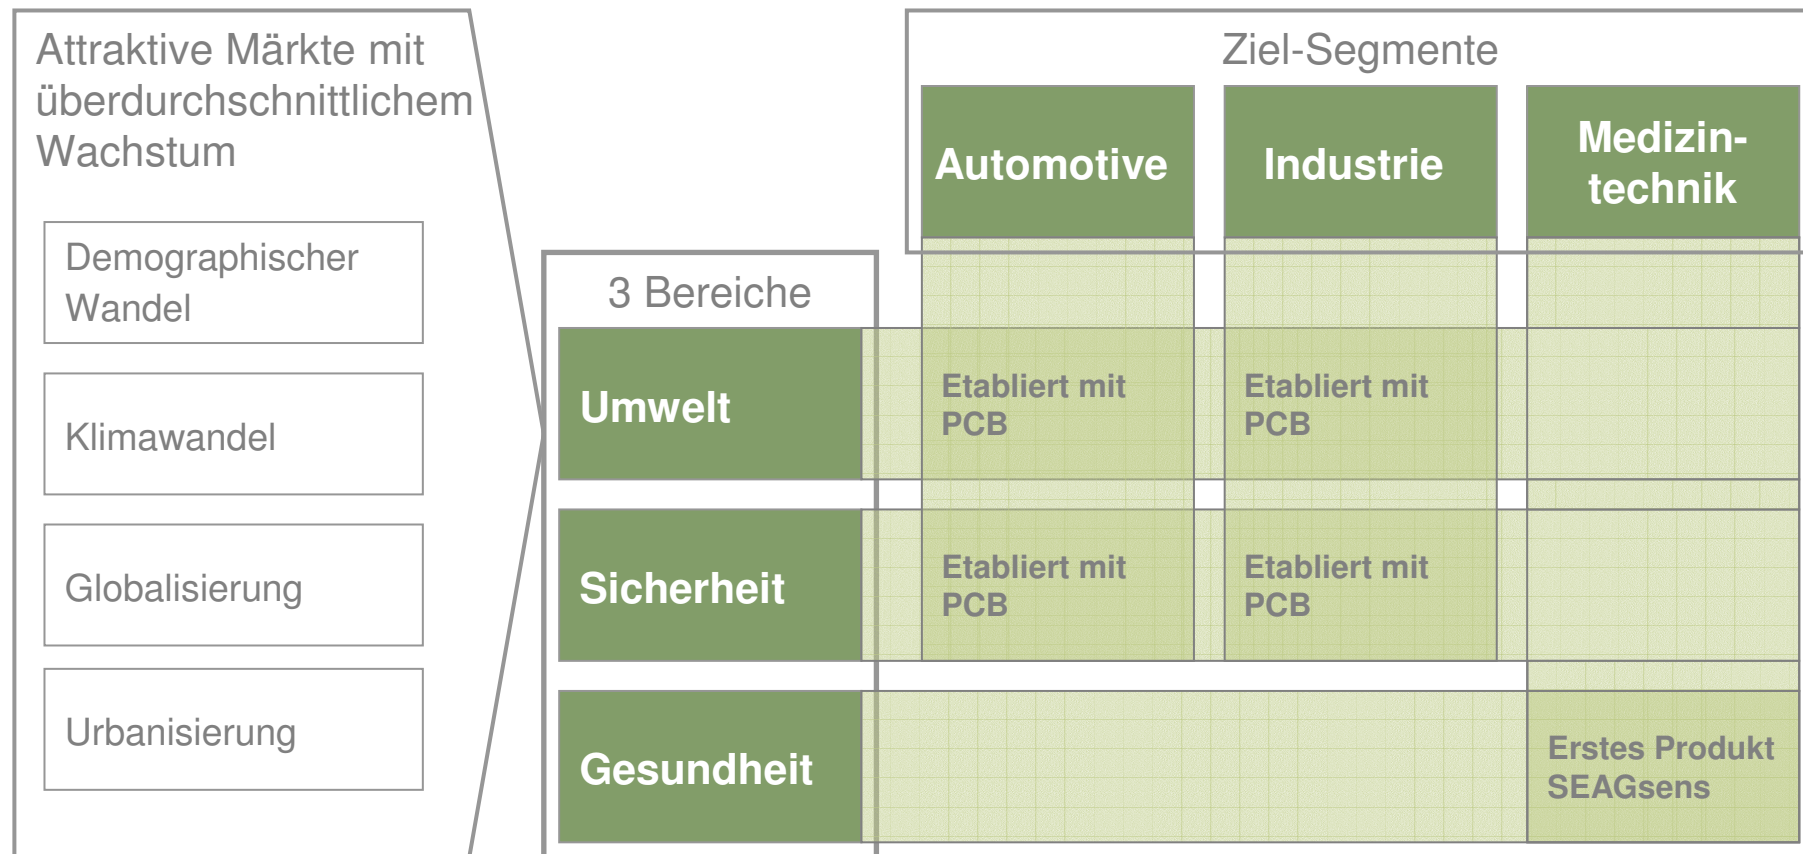 Attraktive Märkte mit
überdurchschnittlichem
Wachstum
Demographischer
Wandel
Klimawandel
Globalisierung
Urbanisierung
3 Bereiche
Ziel-Segmente
Automotive
Industrie
Medizin-
technik
Umwelt
Etabliert mit
PCB
Etabliert mit
PCB
Sicherheit
Etabliert mit
PCB
Etabliert mit
PCB
Gesundheit
Erstes Produkt
SEAGsens